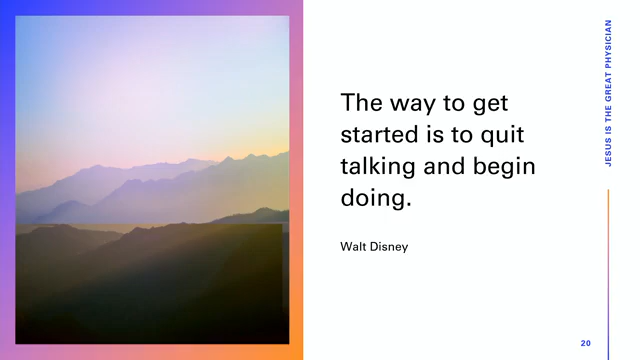 The way to get
started is to quit
talking and begin
doing.
Walt Disney
JESUS IS THE GREAT PHYSICIAN
20